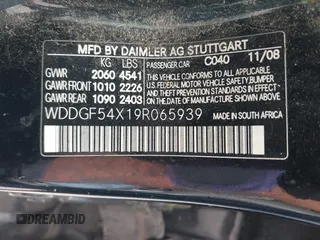 MFD BY DAIMLER AG STUTTGART
KG LBS PASSENGER CAR C040 11/08
GVWR 2060 4541
GAWR FRONT 1010 2226
GAWR REAR 1090 2403
THIS VEHICLE CONFORMS TO ALL APPLICABLE
U.S. FEDERAL MOTOR VEHICLE
SAFETY, BUMPER, AND THEFT PREVENTION
STANDARDS IN EFFECT ON THE DATE OF
MANUFACTURE SHOWN ABOVE
WDDGF54X19R065939
MADE IN SOUTH AFRICA
DREAMBID